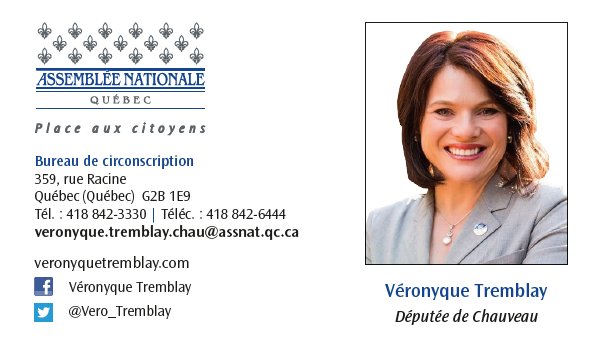 ASSEMBLÉE NATIONALE
QUÉBEC
Place aux citoyens
Bureau de circonscription
359, rue Racine
Québec (Québec)  G2B 1E9
Tél. : 418 842-3330 | Téléc. : 418 842-6444
veronyque.tremblay.chau@assnat.qc.ca
veronyquetremblay.com
Véronyque Tremblay
@Vero_Tremblay
Véronyque Tremblay
Députée de Chauveau